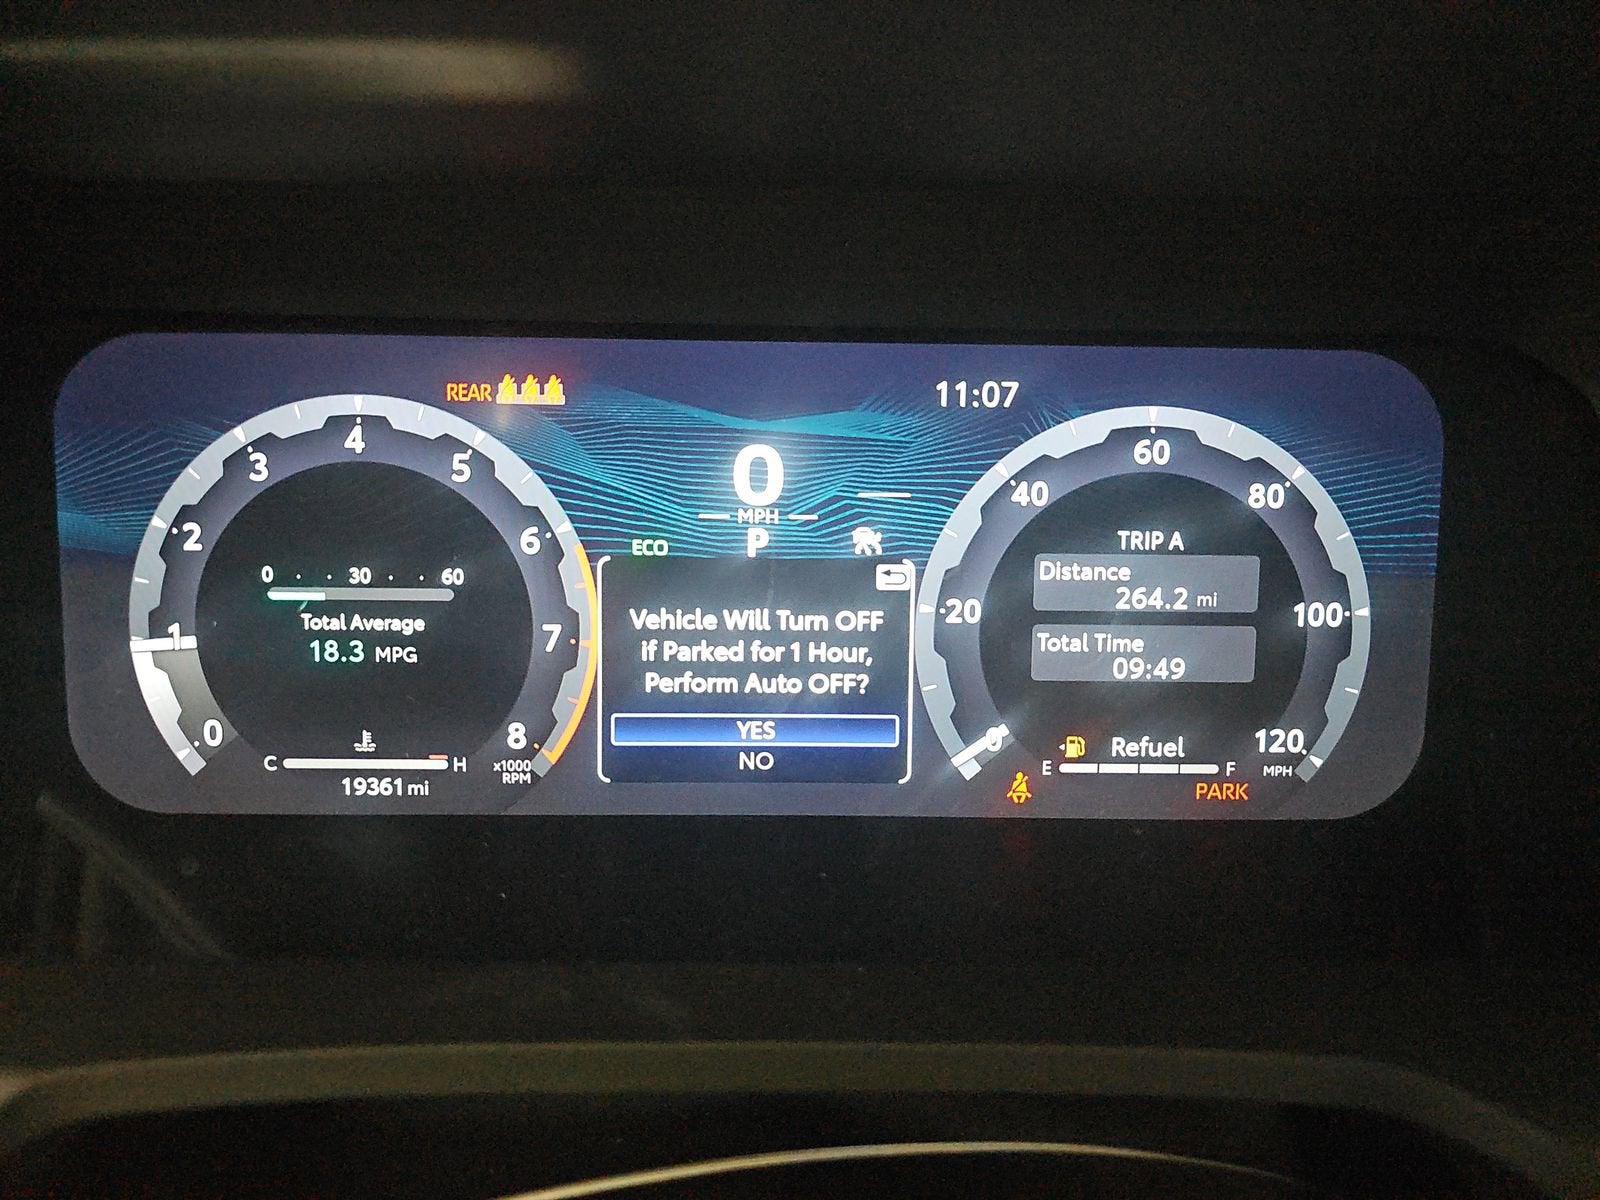 REAR
11:07
0
1
2
3
4
5
6
7
8
x1000
RPM
0 30 60
Total Average
18.3 MPG
C H
19361 mi
0
MPH
ECO
P
Vehicle Will Turn OFF
if Parked for 1 Hour,
Perform Auto OFF?
YES
NO
0
20
40
60
80
100
120
MPH
TRIP A
Distance
264.2 mi
Total Time
09:49
Refuel
E F
PARK